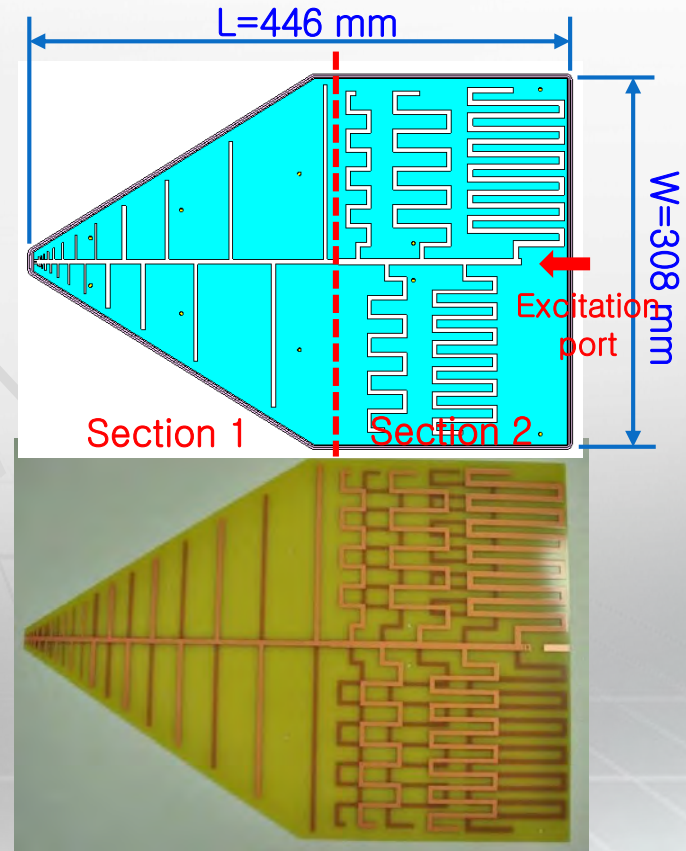 L=446 mm
W=308 mm
Excitation
port
Section 1
Section 2